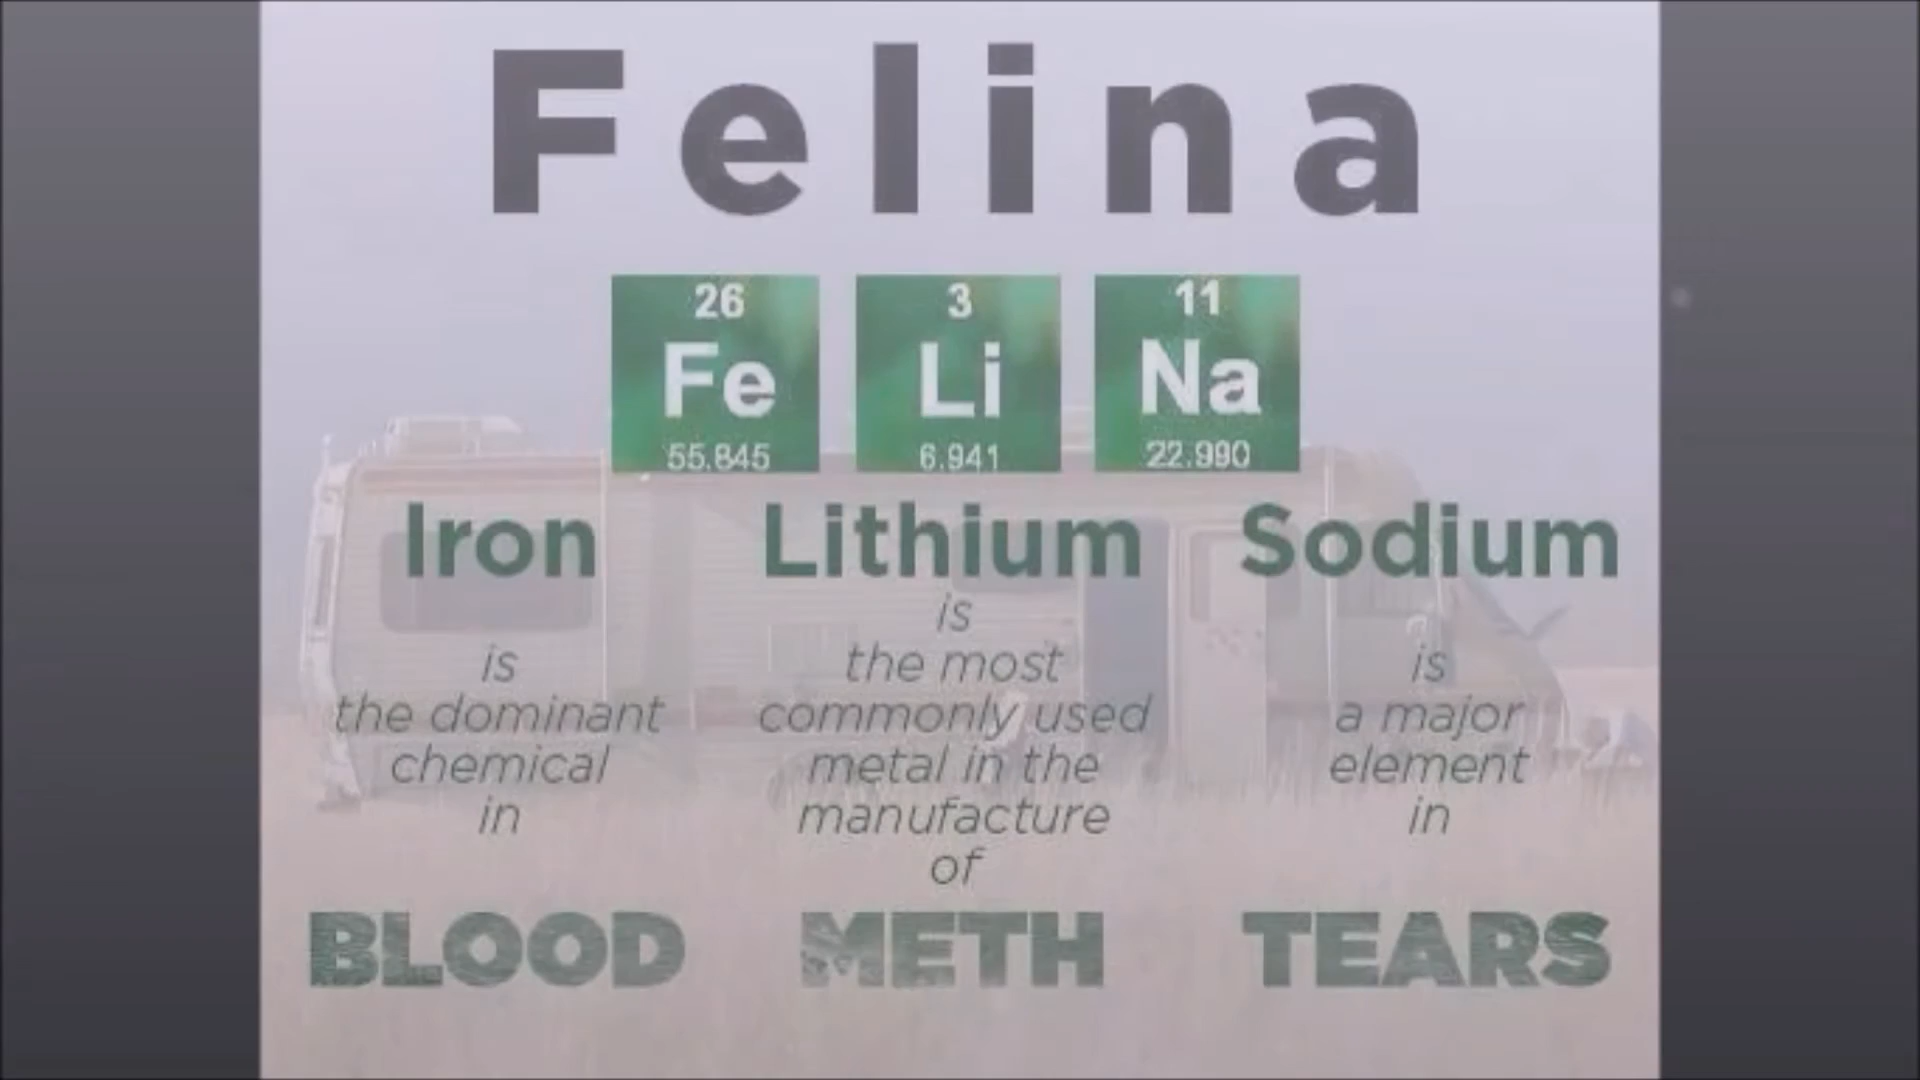 Felina
26 3 11
Fe Li Na
55.845 6.941 22.990
Iron Lithium Sodium
is
the dominant
chemical
in
BLOOD
is
the most
commonly used
metal in the
manufacture
of
METH
is
a major
element
in
TEARS